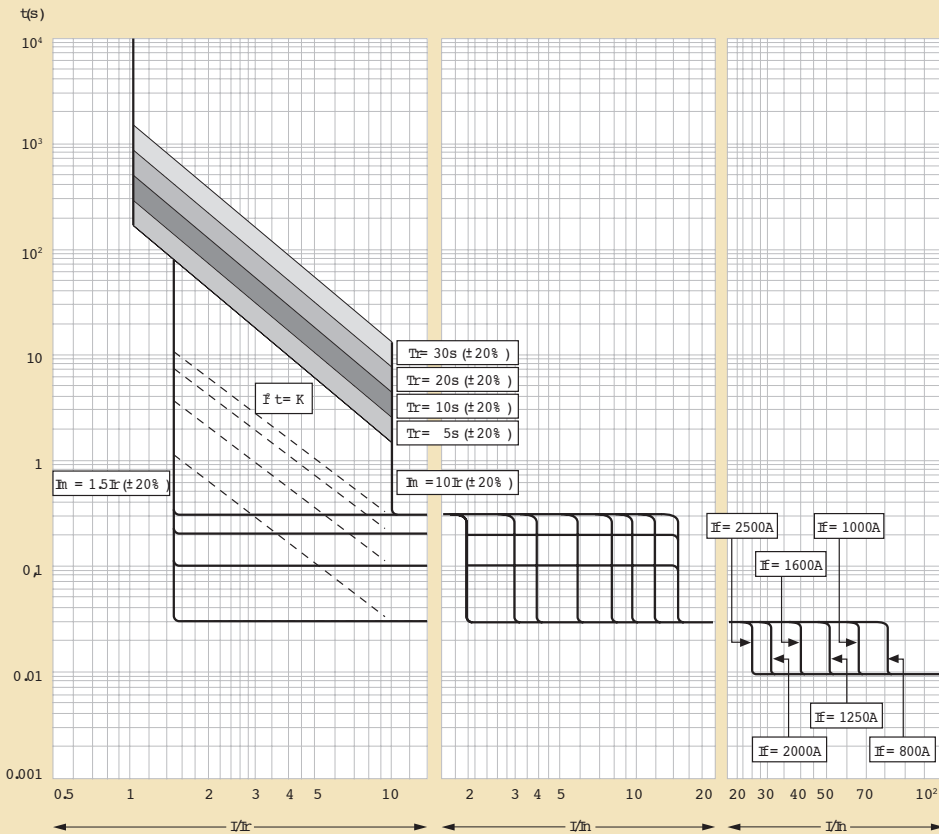 t(s)
10⁴
10³
10²
10
1
0.1
0.01
0.001
Tr= 30s (±20% )
Tr= 20s (±20% )
Tr= 10s (±20% )
Tr= 5s (±20% )
I² t= K
Im = 1.5Ir (±20% )
Im =10Ir (±20% )
If= 2500A
If= 1000A
If= 1600A
If= 1250A
If= 2000A
If= 800A
0.5 1 2 3 4 5 10 2 3 4 5 10 20 20 30 40 50 70 10²
I/Ir I/In I/In